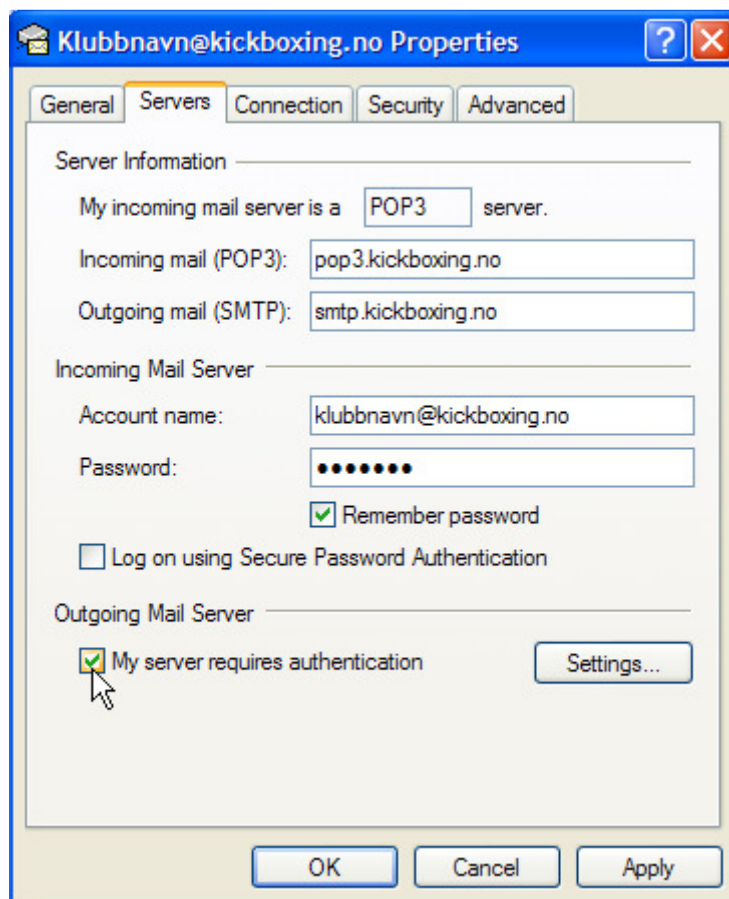 Klubbnavn@kickboxing.no Properties
General Servers Connection Security Advanced
Server Information
My incoming mail server is a POP3 server.
Incoming mail (POP3): pop3.kickboxing.no
Outgoing mail (SMTP): smtp.kickboxing.no
Incoming Mail Server
Account name: klubbnavn@kickboxing.no
Password: •••••••
Remember password
Log on using Secure Password Authentication
Outgoing Mail Server
My server requires authentication Settings...
OK Cancel Apply